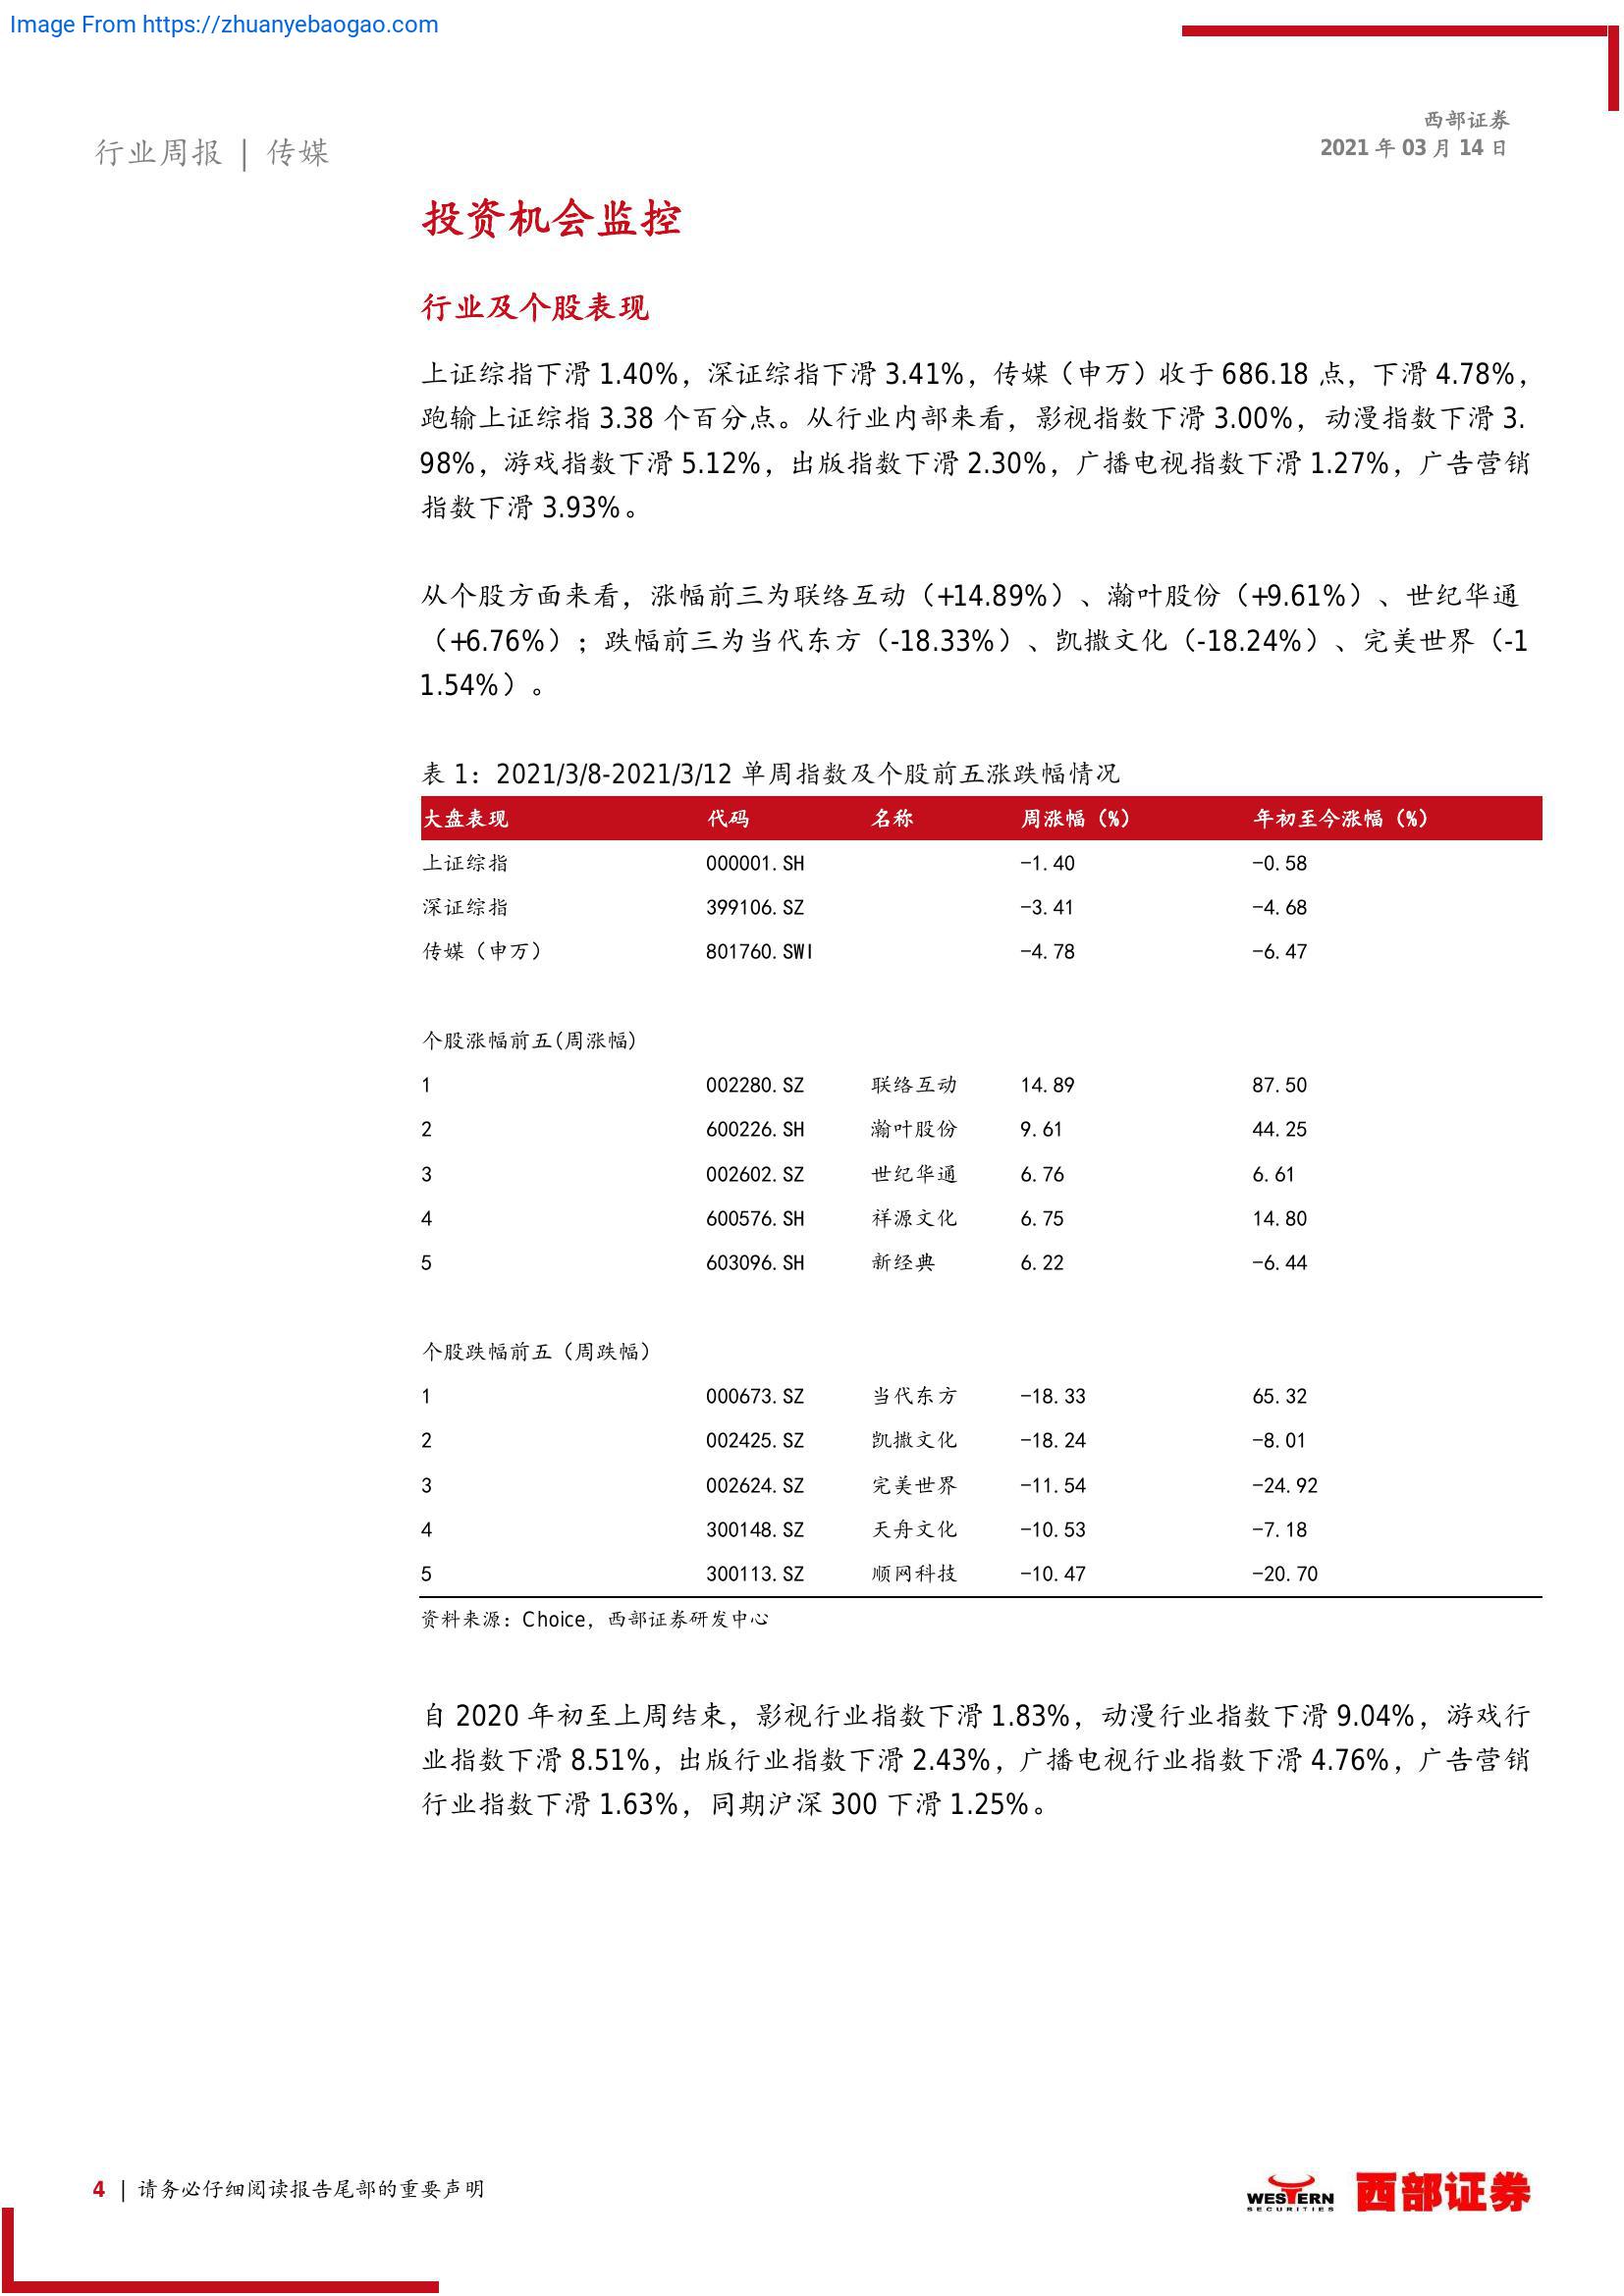 Image From https://zhuanyebaogao.com
西部证券
行业周报 | 传媒
2021 年 03 月 14 日
投资机会监控
行业及个股表现
上证综指下滑 1.40%，深证综指下滑 3.41%，传媒（申万）收于 686.18 点，下滑 4.78%，
跑输上证综指 3.38 个百分点。从行业内部来看，影视指数下滑 3.00%，动漫指数下滑 3.
98%，游戏指数下滑 5.12%，出版指数下滑 2.30%，广播电视指数下滑 1.27%，广告营销
指数下滑 3.93%。
从个股方面来看，涨幅前三为联络互动（+14.89%）、瀚叶股份（+9.61%）、世纪华通
（+6.76%）；跌幅前三为当代东方（-18.33%）、凯撒文化（-18.24%）、完美世界（-1
1.54%）。
表 1：2021/3/8-2021/3/12 单周指数及个股前五涨跌幅情况
大盘表现 代码 名称 周涨幅（%） 年初至今涨幅（%）
上证综指 000001.SH -1.40 -0.58
深证综指 399106.SZ -3.41 -4.68
传媒（申万） 801760.SWI -4.78 -6.47
个股涨幅前五(周涨幅)
1 002280.SZ 联络互动 14.89 87.50
2 600226.SH 瀚叶股份 9.61 44.25
3 002602.SZ 世纪华通 6.76 6.61
4 600576.SH 祥源文化 6.75 14.80
5 603096.SH 新经典 6.22 -6.44
个股跌幅前五（周跌幅）
1 000673.SZ 当代东方 -18.33 65.32
2 002425.SZ 凯撒文化 -18.24 -8.01
3 002624.SZ 完美世界 -11.54 -24.92
4 300148.SZ 天舟文化 -10.53 -7.18
5 300113.SZ 顺网科技 -10.47 -20.70
资料来源：Choice，西部证券研发中心
自 2020 年初至上周结束，影视行业指数下滑 1.83%，动漫行业指数下滑 9.04%，游戏行
业指数下滑 8.51%，出版行业指数下滑 2.43%，广播电视行业指数下滑 4.76%，广告营销
行业指数下滑 1.63%，同期沪深 300 下滑 1.25%。
4 | 请务必仔细阅读报告尾部的重要声明
WESTERN
SECURITIES
西部证券